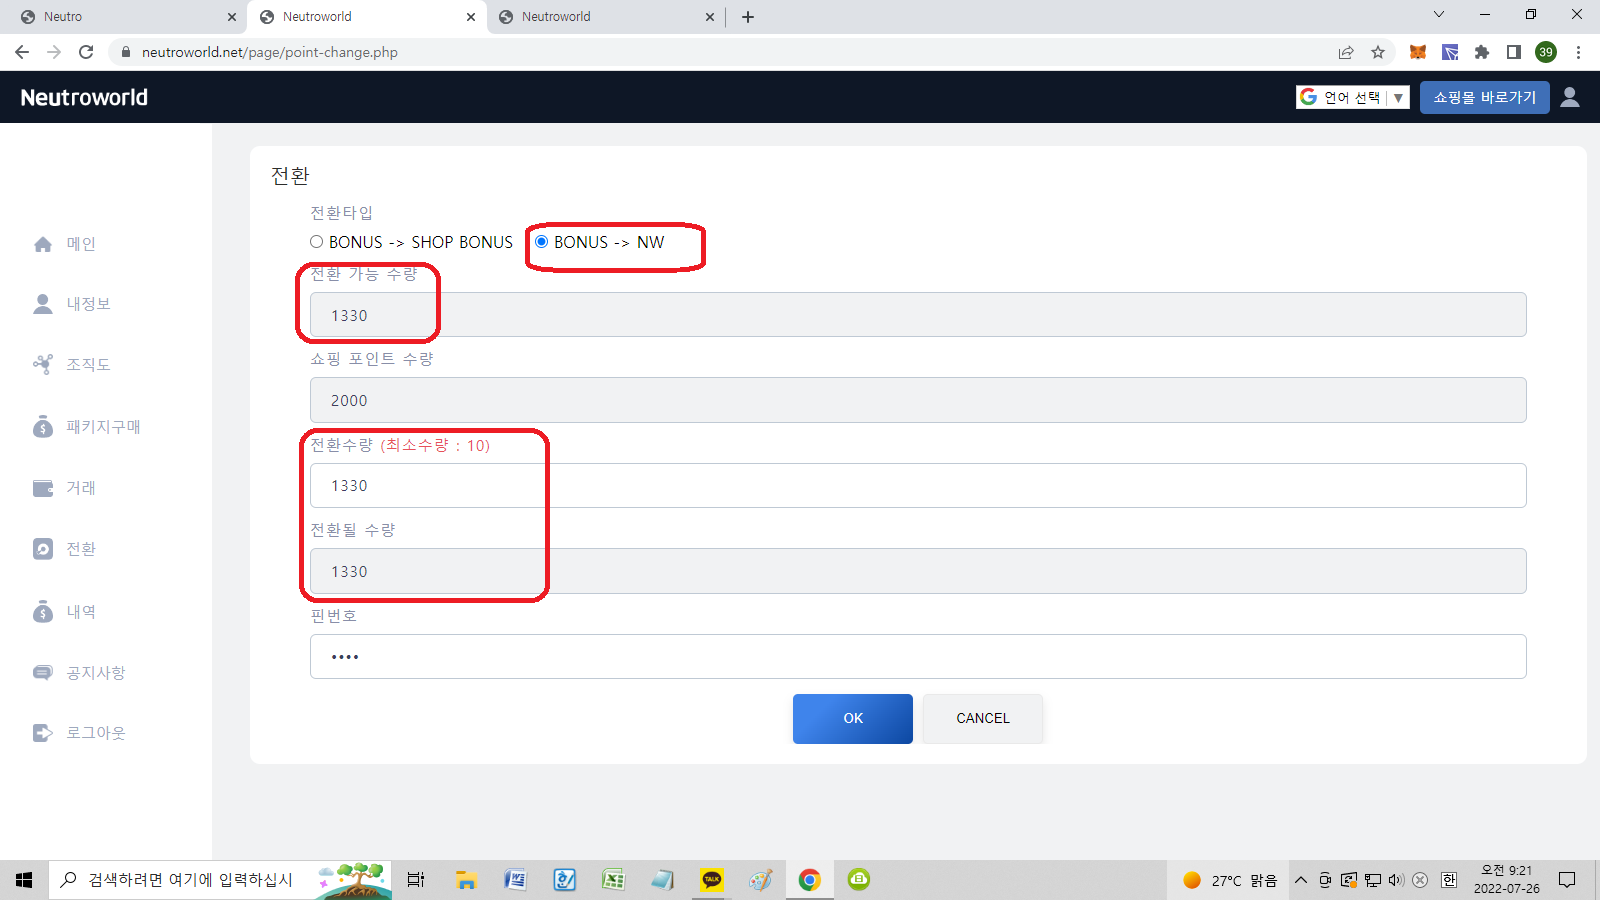 Neutro
Neutroworld
Neutroworld
neutroworld.net/page/point-change.php
39
Neutroworld
언어 선택
쇼핑몰 바로가기
전환
전환타입
BONUS -> SHOP BONUS
BONUS -> NW
전환 가능 수량
1330
쇼핑 포인트 수량
2000
전환수량 (최소수량 : 10)
1330
전환될 수량
1330
핀번호
••••
OK
CANCEL
메인
내정보
조직도
패키지구매
거래
전환
내역
공지사항
로그아웃
검색하려면 여기에 입력하십시
TALK
27°C 맑음
한
오전 9:21
2022-07-26